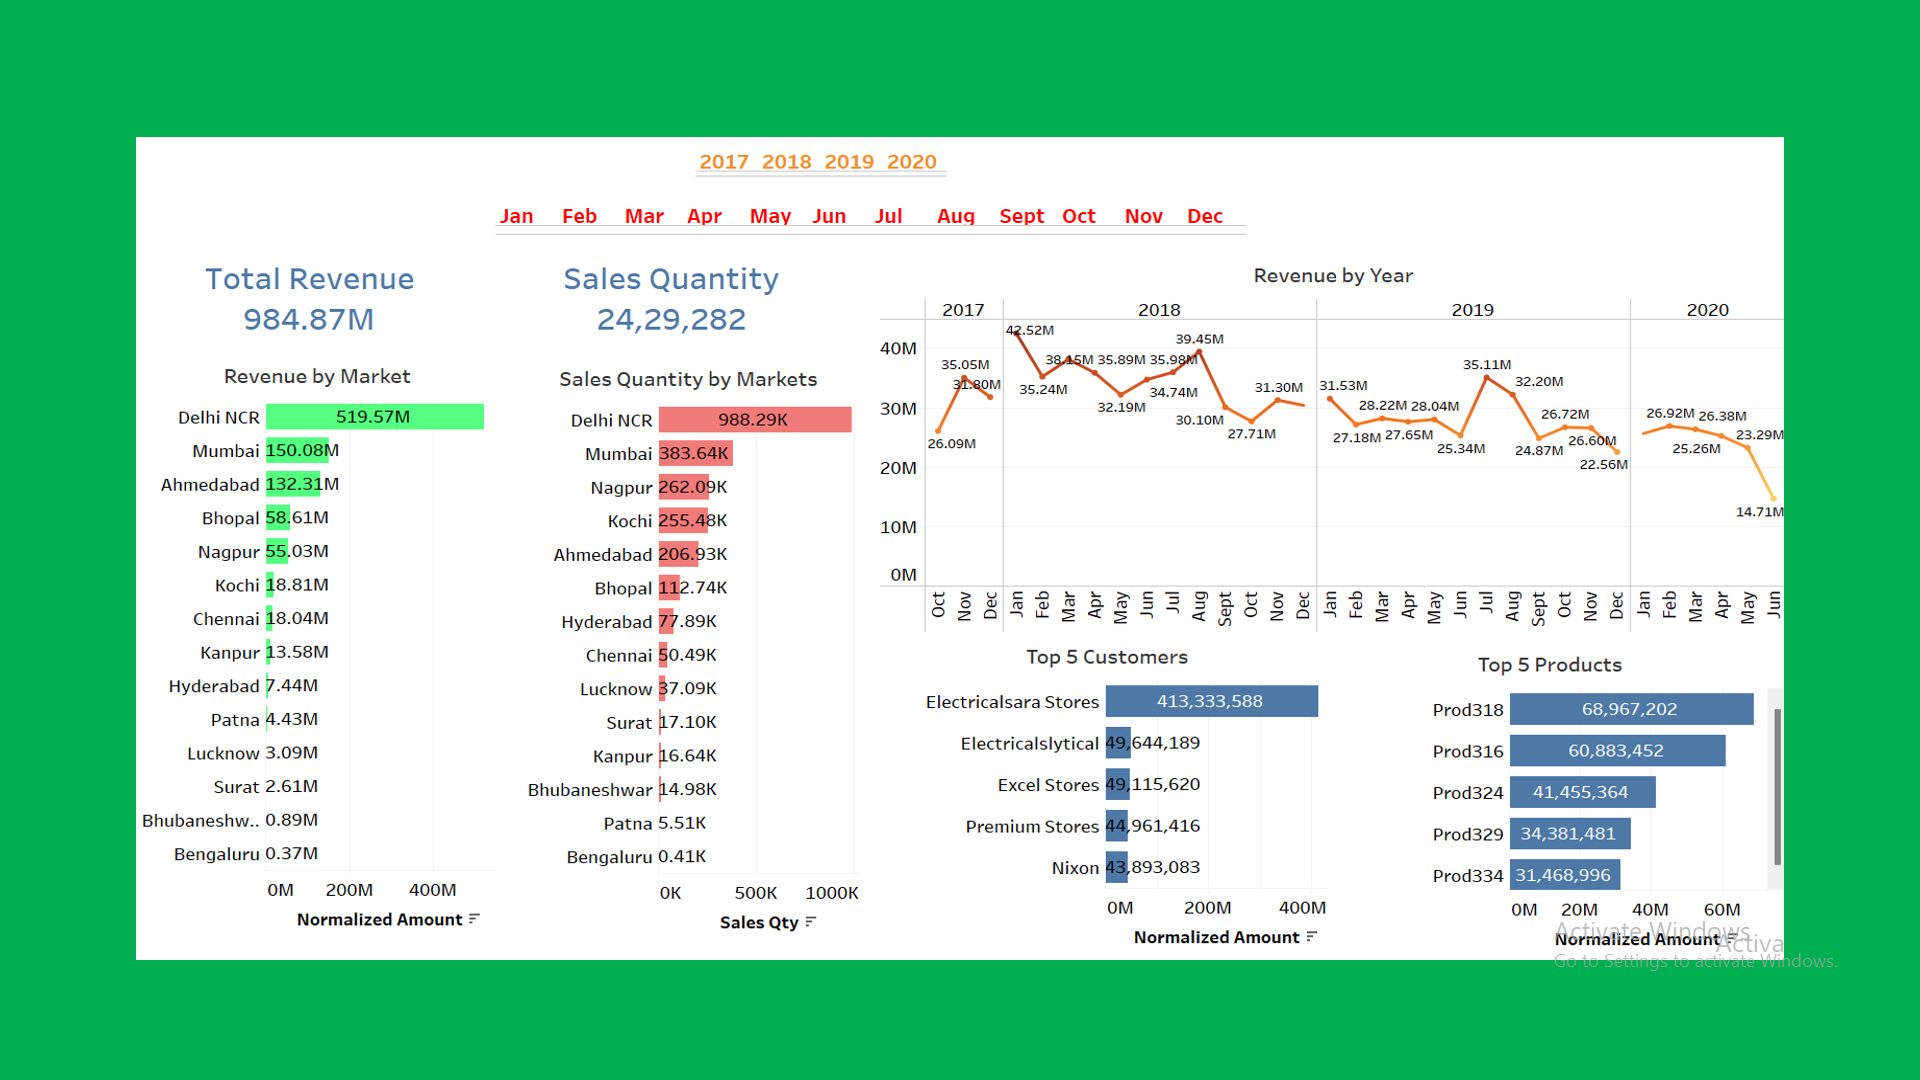 2017 2018 2019 2020
Jan Feb Mar Apr May Jun Jul Aug Sept Oct Nov Dec
Total Revenue
984.87M
Sales Quantity
24,29,282
Revenue by Market
Delhi NCR 519.57M
Mumbai 150.08M
Ahmedabad 132.31M
Bhopal 58.61M
Nagpur 55.03M
Kochi 18.81M
Chennai 18.04M
Kanpur 13.58M
Hyderabad 7.44M
Patna 4.43M
Lucknow 3.09M
Surat 2.61M
Bhubaneshw.. 0.89M
Bengaluru 0.37M
0M 200M 400M
Normalized Amount
Sales Quantity by Markets
Delhi NCR 988.29K
Mumbai 383.64K
Nagpur 262.09K
Kochi 255.48K
Ahmedabad 206.93K
Bhopal 112.74K
Hyderabad 77.89K
Chennai 50.49K
Lucknow 37.09K
Surat 17.10K
Kanpur 16.64K
Bhubaneshwar 14.98K
Patna 5.51K
Bengaluru 0.41K
0K 500K 1000K
Sales Qty
Revenue by Year
2017 2018 2019 2020
40M
30M
20M
10M
0M
26.09M 35.05M 31.80M
42.52M 35.24M 38.15M 35.89M 32.19M 34.74M 35.98M 39.45M 30.10M 27.71M 31.30M
31.53M 27.18M 28.22M 27.65M 28.04M 25.34M 35.11M 32.20M 24.87M 26.72M 26.60M 22.56M
26.92M 25.26M 26.38M 23.29M 14.71M
Oct Nov Dec Jan Feb Mar Apr May Jun Jul Aug Sept Oct Nov Dec Jan Feb Mar Apr May Jun Jul Aug Sept Oct Nov Dec Jan Feb Mar Apr May Jun
Top 5 Customers
Electricalsara Stores 413,333,588
Electricalslytical 49,644,189
Excel Stores 49,115,620
Premium Stores 44,961,416
Nixon 43,893,083
0M 200M 400M
Normalized Amount
Top 5 Products
Prod318 68,967,202
Prod316 60,883,452
Prod324 41,455,364
Prod329 34,381,481
Prod334 31,468,996
0M 20M 40M 60M
Normalized Amount
Activate Windows
Activa
Go to Settings to activate Windows.